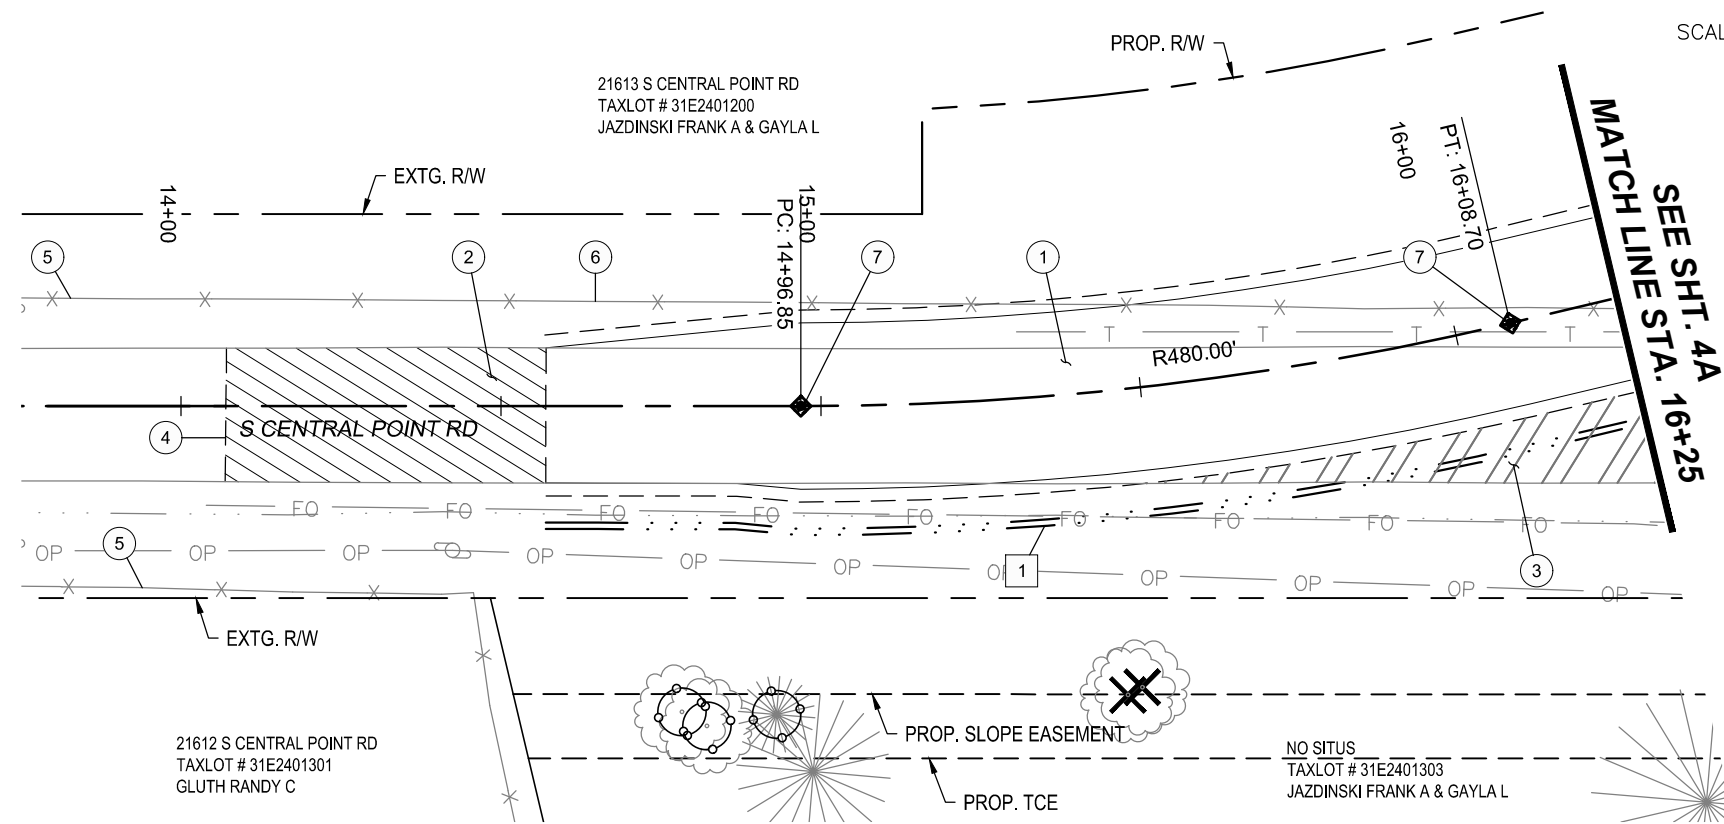 SCAL
PROP. R/W
21613 S CENTRAL POINT RD
TAXLOT # 31E2401200
JAZDINSKI FRANK A & GAYLA L
EXTG. R/W
14+00
15+00
PC: 14+96.85
16+00
PT: 16+08.70
SEE SHT. 4A
MATCH LINE STA. 16+25
5
2
6
7
1
7
X X X X X X X X X X X
T T T T
R480.00'
4
S CENTRAL POINT RD
FO FO FO FO FO FO FO FO FO
OP OP OP OP OP OP OP OP OP OP OP
5
1
3
X X X
EXTG. R/W
X
X
PROP. SLOPE EASEMENT
PROP. TCE
21612 S CENTRAL POINT RD
TAXLOT # 31E2401301
GLUTH RANDY C
NO SITUS
TAXLOT # 31E2401303
JAZDINSKI FRANK A & GAYLA L